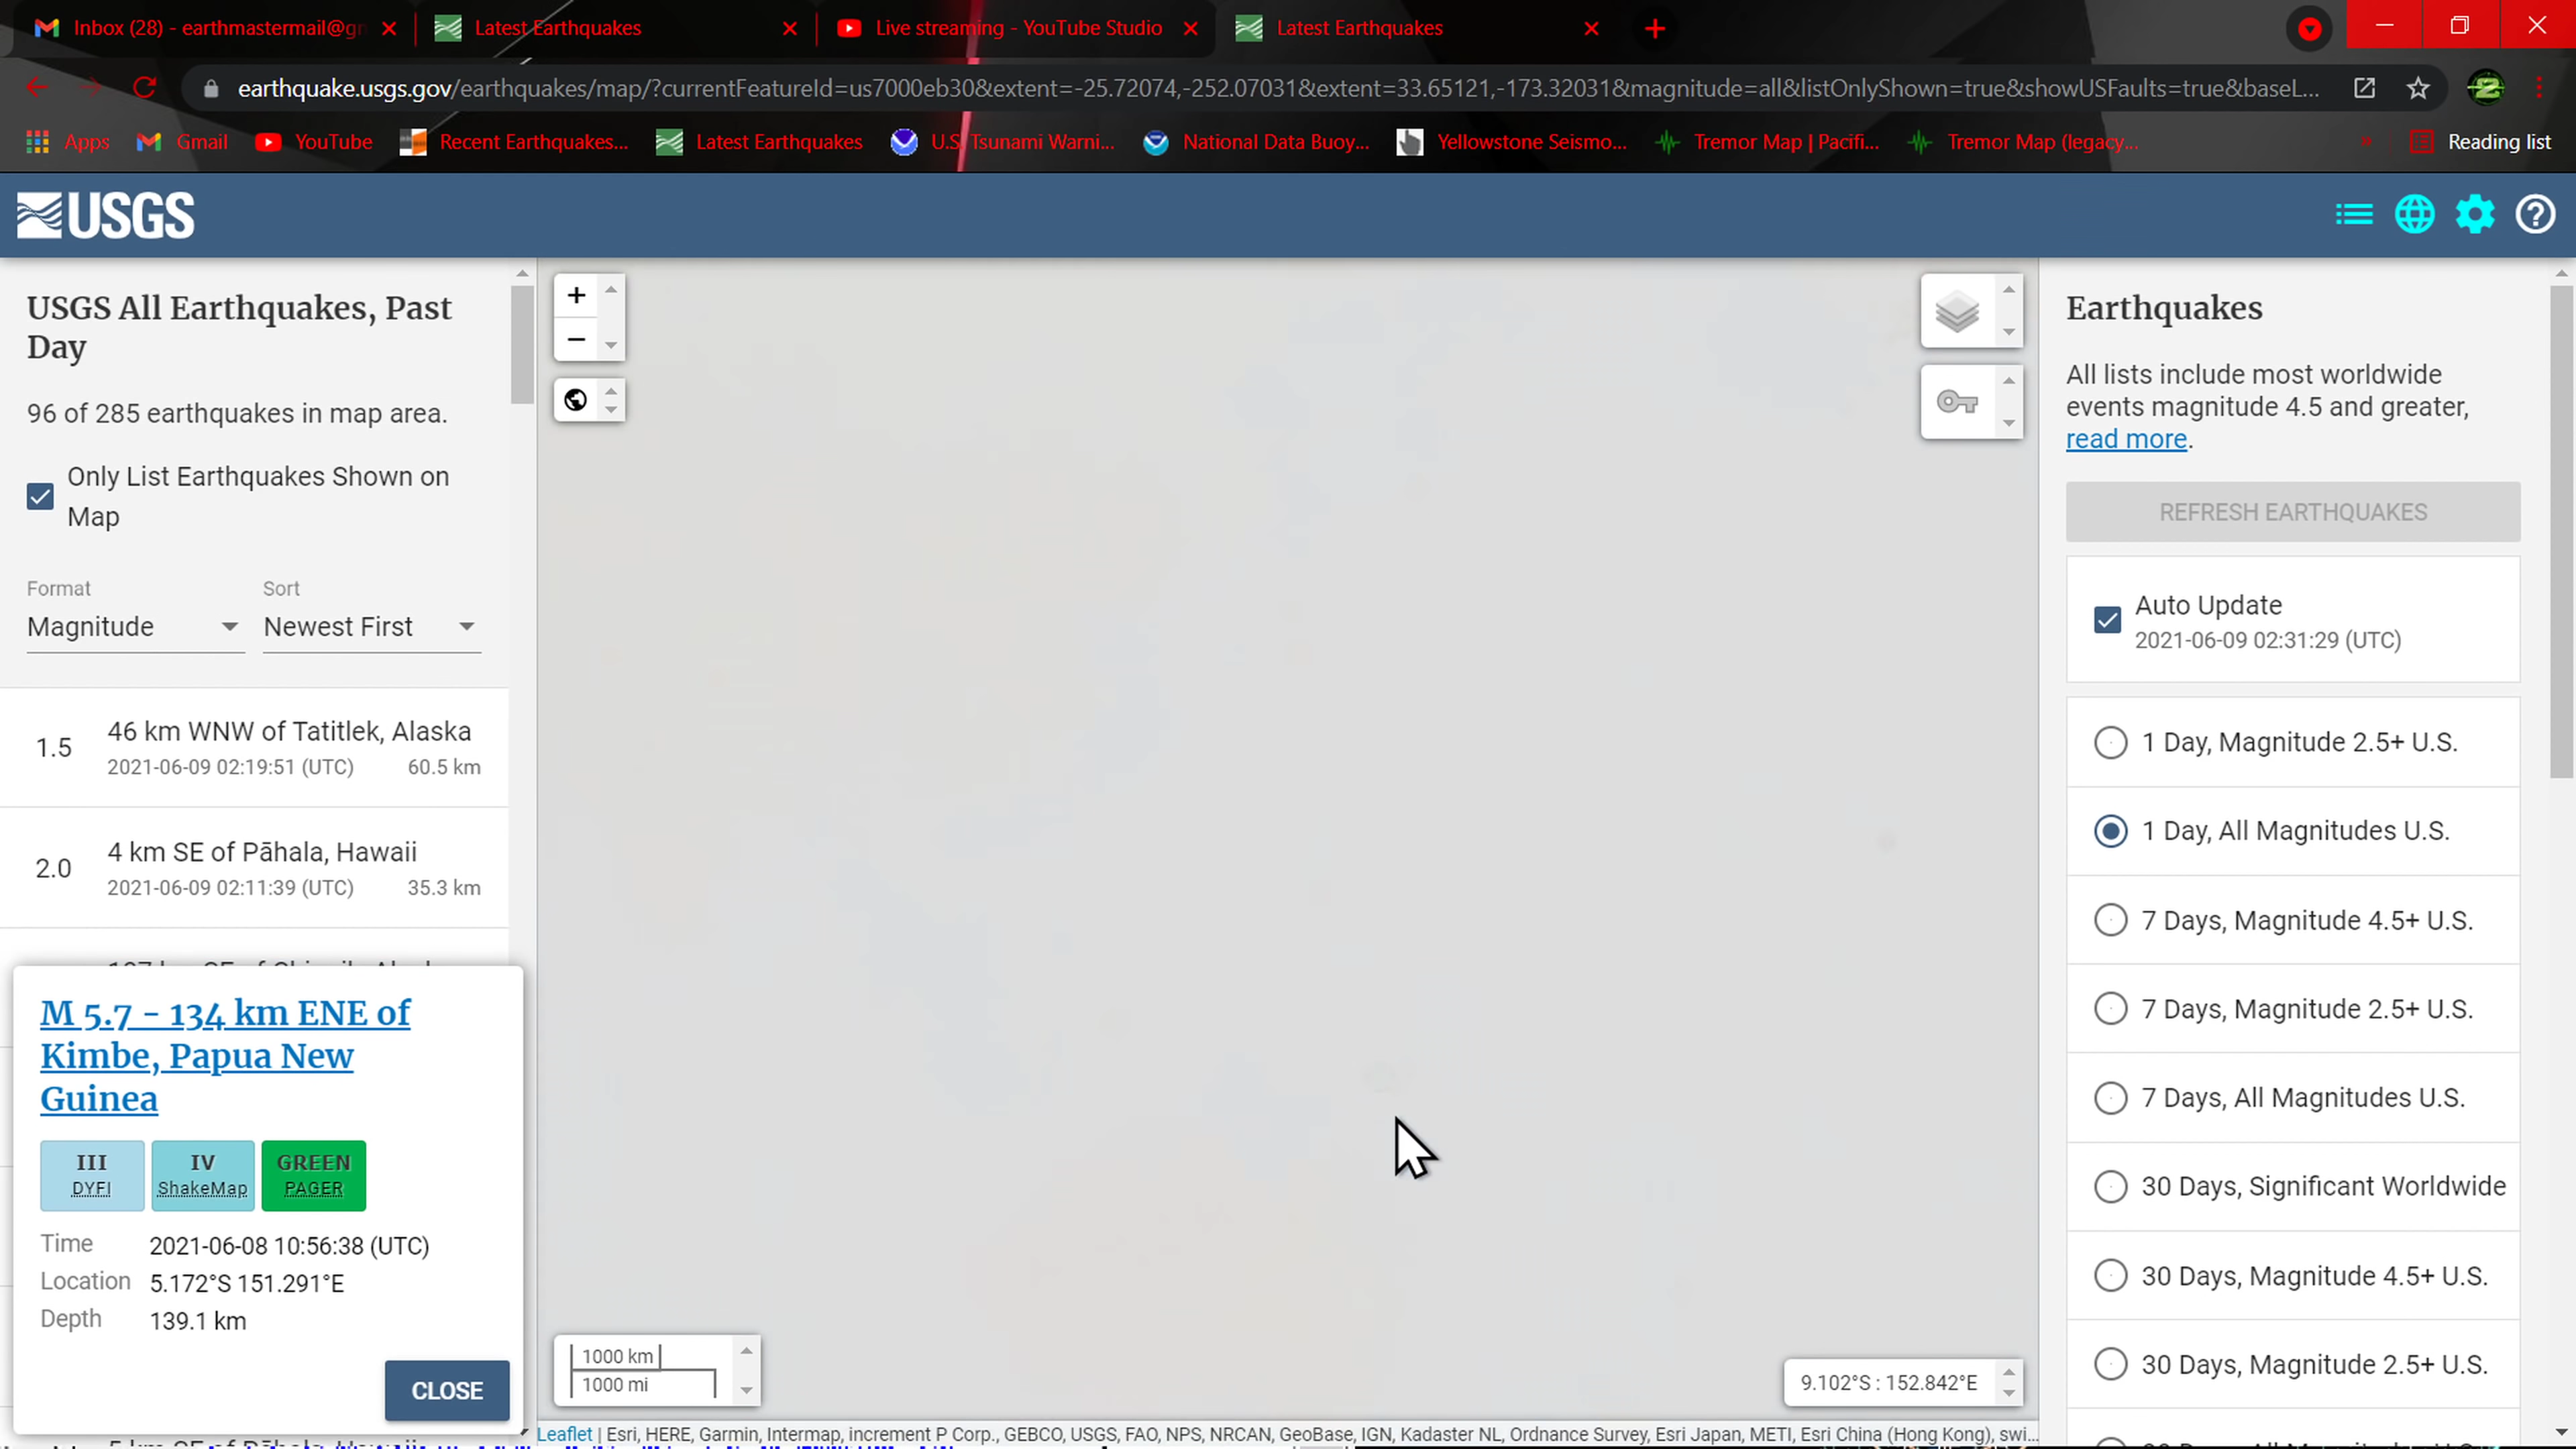 Inbox (28) - earthmastermail@gm
Latest Earthquakes
Live streaming - YouTube Studio
Latest Earthquakes
earthquake.usgs.gov/earthquakes/map/?currentFeatureId=us7000eb30&extent=-25.72074,-252.07031&extent=33.65121,-173.32031&magnitude=all&listOnlyShown=true&showUSFaults=true&baseL...
Apps
Gmail
YouTube
Recent Earthquakes...
Latest Earthquakes
U.S. Tsunami Warni...
National Data Buoy...
Yellowstone Seismo...
Tremor Map | Pacifi...
Tremor Map (legacy...
Reading list
USGS
USGS All Earthquakes, Past
Day
96 of 285 earthquakes in map area.
Only List Earthquakes Shown on
Map
Format
Sort
Magnitude
Newest First
1.5
46 km WNW of Tatitlek, Alaska
2021-06-09 02:19:51 (UTC)
60.5 km
2.0
4 km SE of Pāhala, Hawaii
2021-06-09 02:11:39 (UTC)
35.3 km
M 5.7 - 134 km ENE of
Kimbe, Papua New
Guinea
III
DYFI
IV
ShakeMap
GREEN
PAGER
Time
2021-06-08 10:56:38 (UTC)
Location
5.172°S 151.291°E
Depth
139.1 km
CLOSE
+
−
1000 km
1000 mi
9.102°S : 152.842°E
Leaflet | Esri, HERE, Garmin, Intermap, increment P Corp., GEBCO, USGS, FAO, NPS, NRCAN, GeoBase, IGN, Kadaster NL, Ordnance Survey, Esri Japan, METI, Esri China (Hong Kong), swi...
Earthquakes
All lists include most worldwide
events magnitude 4.5 and greater,
read more.
REFRESH EARTHQUAKES
Auto Update
2021-06-09 02:31:29 (UTC)
1 Day, Magnitude 2.5+ U.S.
1 Day, All Magnitudes U.S.
7 Days, Magnitude 4.5+ U.S.
7 Days, Magnitude 2.5+ U.S.
7 Days, All Magnitudes U.S.
30 Days, Significant Worldwide
30 Days, Magnitude 4.5+ U.S.
30 Days, Magnitude 2.5+ U.S.